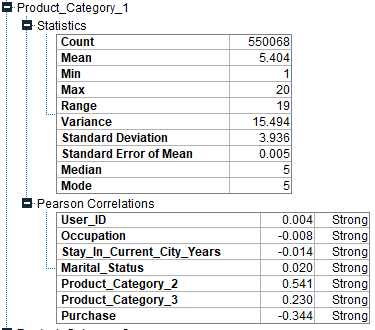 Product_Category_1
Statistics
Count 550068
Mean 5.404
Min 1
Max 20
Range 19
Variance 15.494
Standard Deviation 3.936
Standard Error of Mean 0.005
Median 5
Mode 5
Pearson Correlations
User_ID 0.004 Strong
Occupation -0.008 Strong
Stay_In_Current_City_Years -0.014 Strong
Marital_Status 0.020 Strong
Product_Category_2 0.541 Strong
Product_Category_3 0.230 Strong
Purchase -0.344 Strong